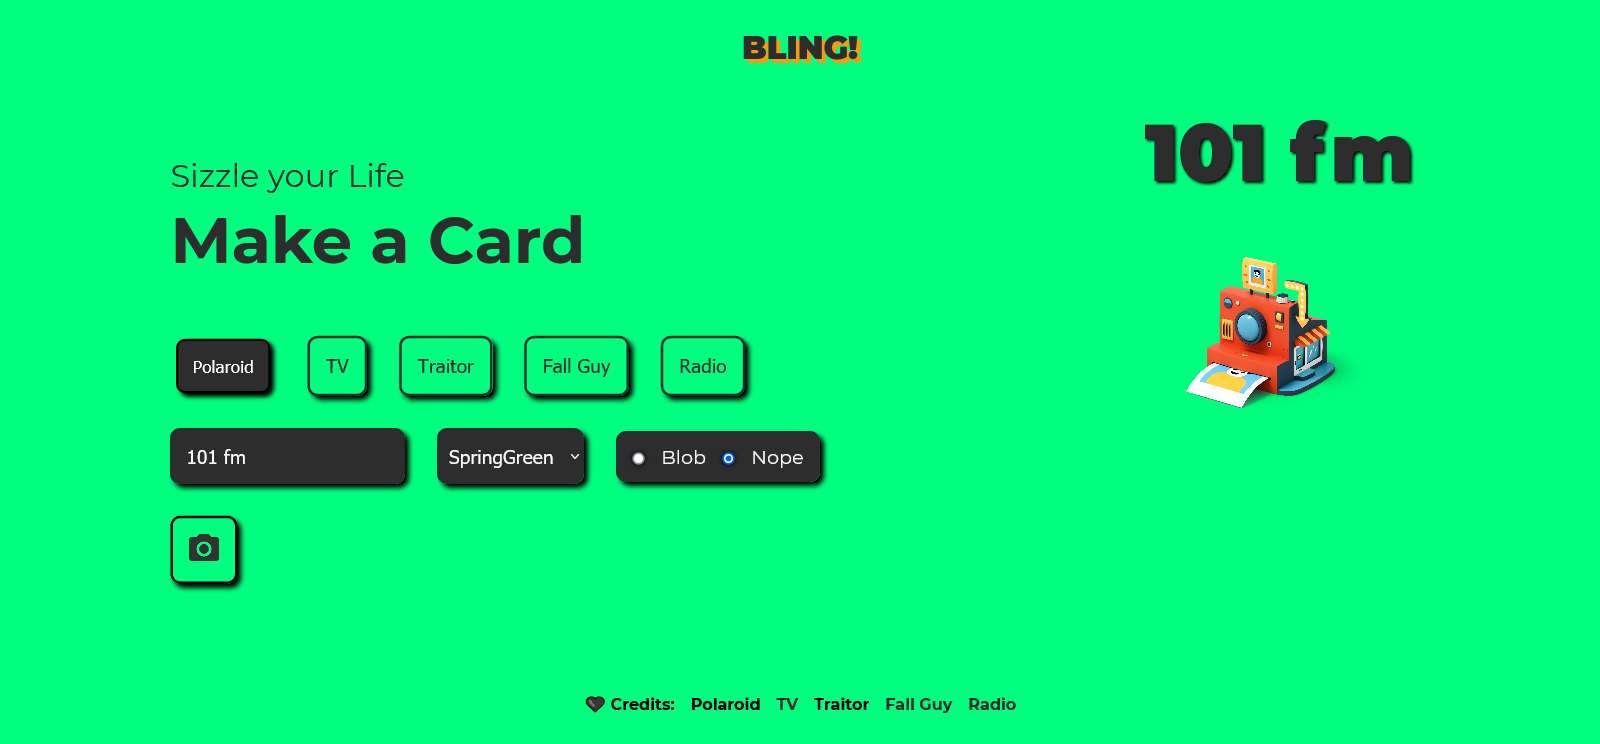 BLING!
Sizzle your Life
Make a Card
Polaroid TV Traitor Fall Guy Radio
101 fm SpringGreen Blob Nope
101 fm
Credits: Polaroid TV Traitor Fall Guy Radio